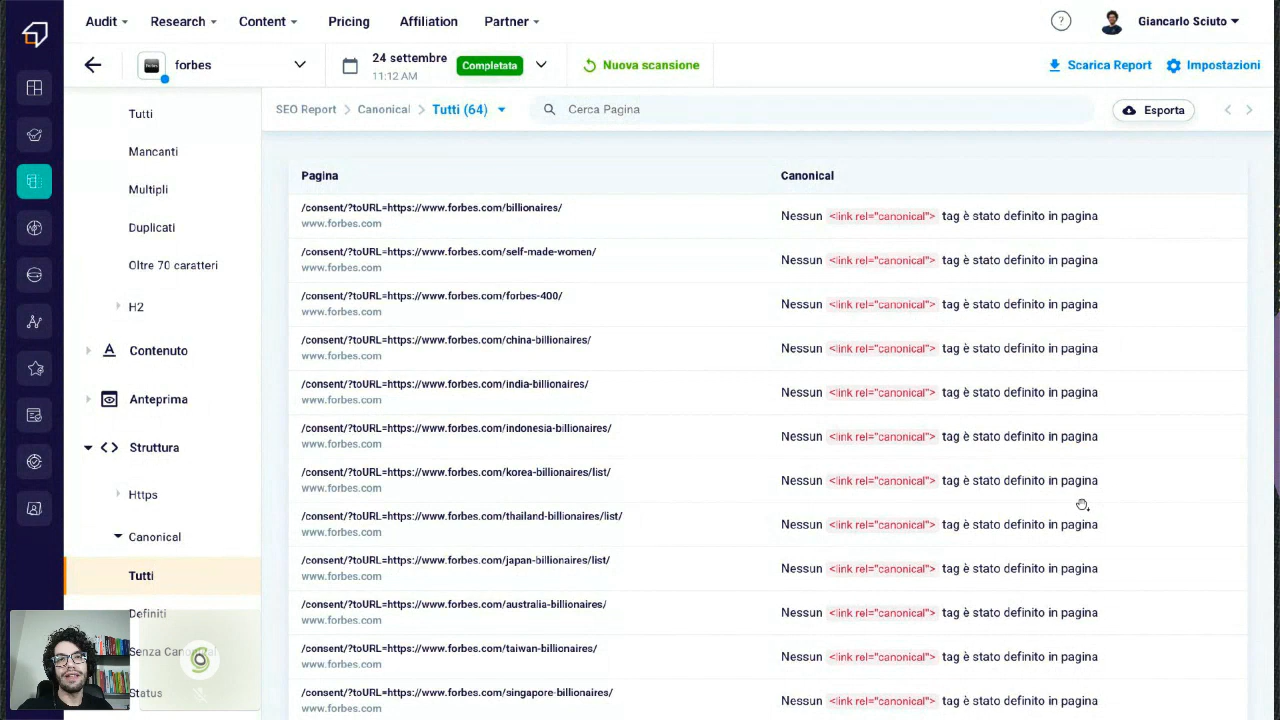 Audit
Research
Content
Pricing
Affiliation
Partner
Giancarlo Sciuto
forbes
24 settembre
11:12 AM
Completata
Nuova scansione
Scarica Report
Impostazioni
SEO Report
Canonical
Tutti (64)
Cerca Pagina
Esporta
Tutti
Mancanti
Multipli
Duplicati
Oltre 70 caratteri
H2
Contenuto
Anteprima
Struttura
Https
Canonical
Tutti
Definiti
Senza Canonical
Status
Pagina Canonical
/consent/?toURL=https://www.forbes.com/billionaires/
www.forbes.com
Nessun <link rel="canonical"> tag è stato definito in pagina
/consent/?toURL=https://www.forbes.com/self-made-women/
www.forbes.com
Nessun <link rel="canonical"> tag è stato definito in pagina
/consent/?toURL=https://www.forbes.com/forbes-400/
www.forbes.com
Nessun <link rel="canonical"> tag è stato definito in pagina
/consent/?toURL=https://www.forbes.com/china-billionaires/
www.forbes.com
Nessun <link rel="canonical"> tag è stato definito in pagina
/consent/?toURL=https://www.forbes.com/india-billionaires/
www.forbes.com
Nessun <link rel="canonical"> tag è stato definito in pagina
/consent/?toURL=https://www.forbes.com/indonesia-billionaires/
www.forbes.com
Nessun <link rel="canonical"> tag è stato definito in pagina
/consent/?toURL=https://www.forbes.com/korea-billionaires/list/
www.forbes.com
Nessun <link rel="canonical"> tag è stato definito in pagina
/consent/?toURL=https://www.forbes.com/thailand-billionaires/list/
www.forbes.com
Nessun <link rel="canonical"> tag è stato definito in pagina
/consent/?toURL=https://www.forbes.com/japan-billionaires/list/
www.forbes.com
Nessun <link rel="canonical"> tag è stato definito in pagina
/consent/?toURL=https://www.forbes.com/australia-billionaires/
www.forbes.com
Nessun <link rel="canonical"> tag è stato definito in pagina
/consent/?toURL=https://www.forbes.com/taiwan-billionaires/
www.forbes.com
Nessun <link rel="canonical"> tag è stato definito in pagina
/consent/?toURL=https://www.forbes.com/singapore-billionaires/
www.forbes.com
Nessun <link rel="canonical"> tag è stato definito in pagina